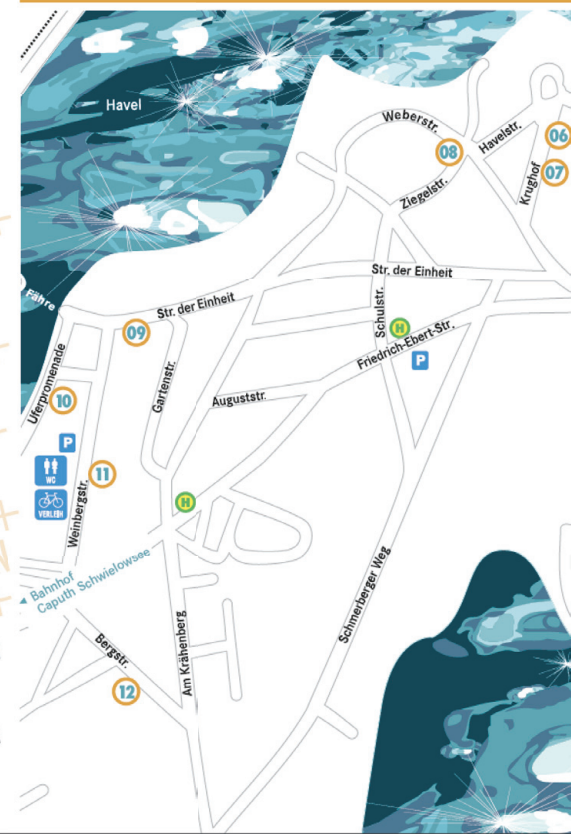 Havel
Weberstr.
08
Havelstr.
06
07
Krughof
Ziegelstr.
Fähre
Str. der Einheit
Str. der Einheit
09
Schulstr.
H
Friedrich-Ebert-Str.
P
Uferpromenade
10
Gartenstr.
Auguststr.
P
WC
VERLEIH
11
Weinbergstr.
H
Bahnhof
Caputh Schwielowsee
Schmerberger Weg
Am Krähenberg
Bergstr.
12